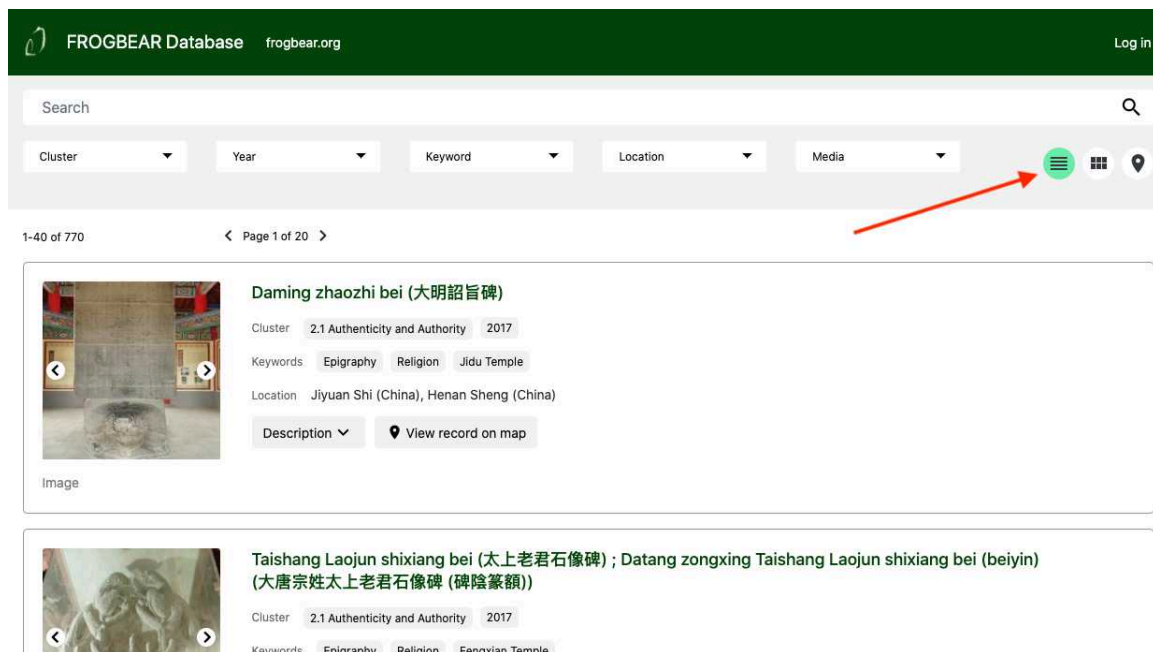 FROGBEAR Database frogbear.org Log in
Search
Cluster Year Keyword Location Media
1-40 of 770 Page 1 of 20
Daming zhaozhi bei (大明詔旨碑)
Cluster 2.1 Authenticity and Authority 2017
Keywords Epigraphy Religion Jidu Temple
Location Jiyuan Shi (China), Henan Sheng (China)
Description View record on map
Image
Taishang Laojun shixiang bei (太上老君石像碑) ; Datang zongxing Taishang Laojun shixiang bei (beiyin)
(大唐宗姓太上老君石像碑 (碑陰篆額))
Cluster 2.1 Authenticity and Authority 2017
Keywords Epigraphy Religion Fengxian Temple